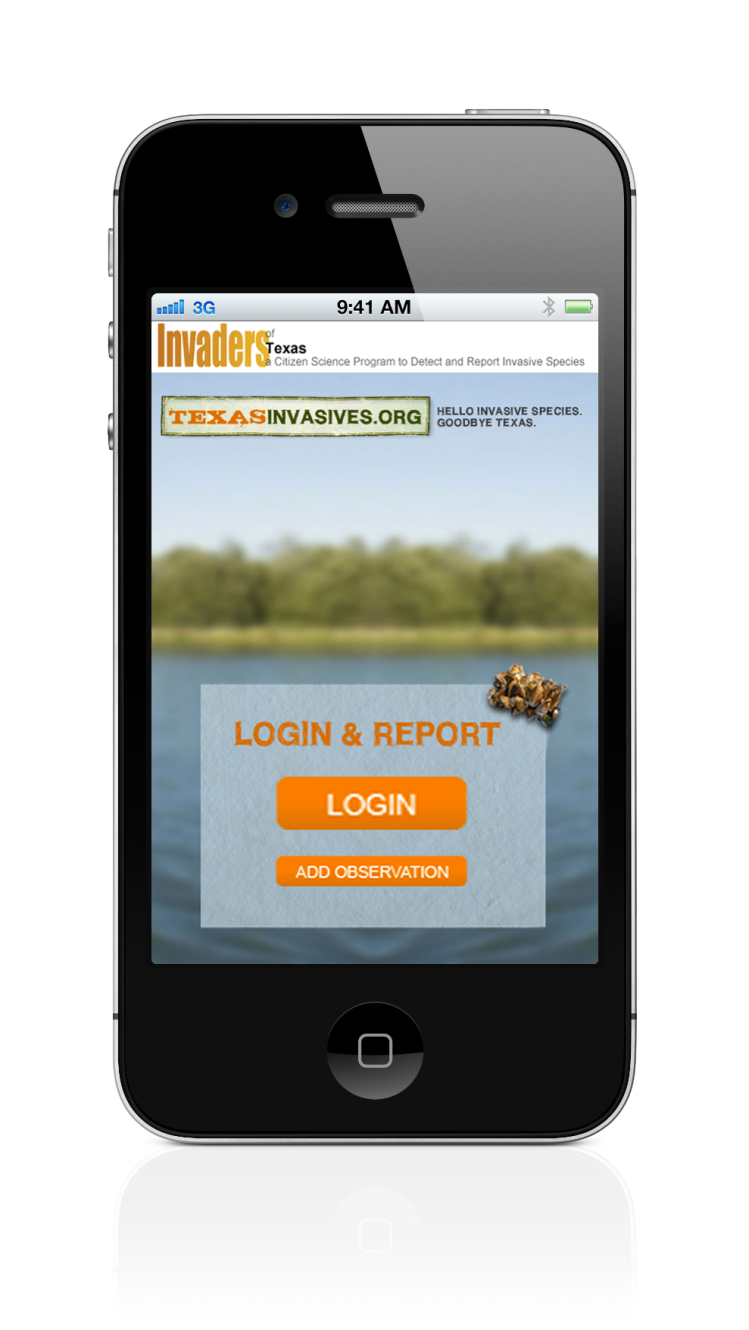 3G
9:41 AM
Invaders of
Texas
a Citizen Science Program to Detect and Report Invasive Species
TEXASINVASIVES.ORG
HELLO INVASIVE SPECIES.
GOODBYE TEXAS.
LOGIN & REPORT
LOGIN
ADD OBSERVATION